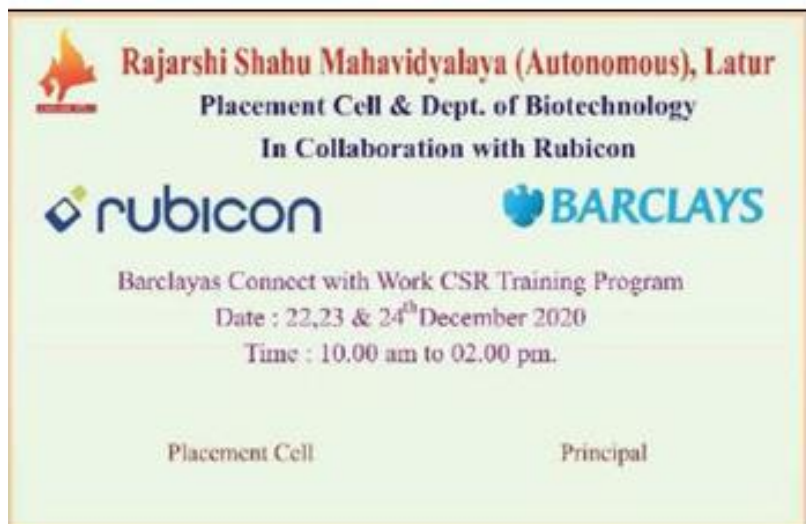 Rajarshi Shahu Mahavidyalaya (Autonomous), Latur
Placement Cell & Dept. of Biotechnology
In Collaboration with Rubicon
rubicon
BARCLAYS
Barclayas Connect with Work CSR Training Program
Date : 22,23 & 24th December 2020
Time : 10.00 am to 02.00 pm.
Placement Cell
Principal